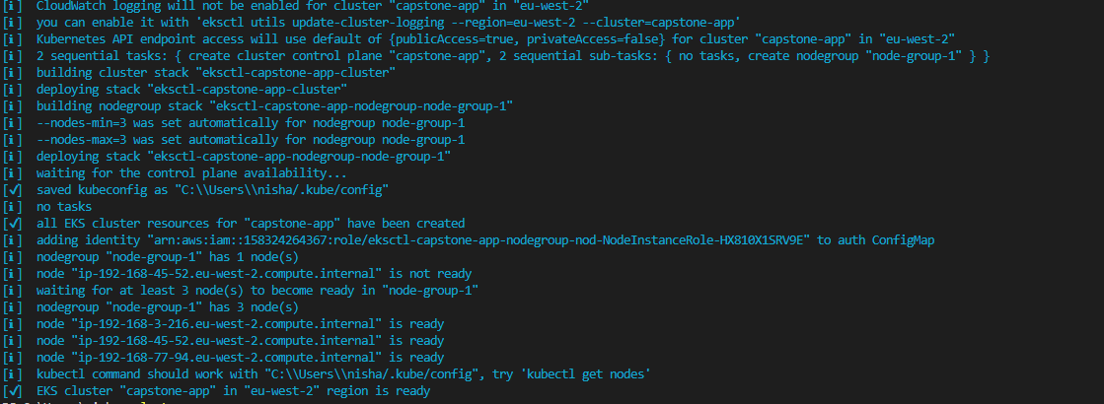 [i] CloudWatch logging will not be enabled for cluster "capstone-app" in "eu-west-2"
[i] you can enable it with 'eksctl utils update-cluster-logging --region=eu-west-2 --cluster=capstone-app'
[i] Kubernetes API endpoint access will use default of {publicAccess=true, privateAccess=false} for cluster "capstone-app" in "eu-west-2"
[i] 2 sequential tasks: { create cluster control plane "capstone-app", 2 sequential sub-tasks: { no tasks, create nodegroup "node-group-1" } }
[i] building cluster stack "eksctl-capstone-app-cluster"
[i] deploying stack "eksctl-capstone-app-cluster"
[i] building nodegroup stack "eksctl-capstone-app-nodegroup-node-group-1"
[i] --nodes-min=3 was set automatically for nodegroup node-group-1
[i] --nodes-max=3 was set automatically for nodegroup node-group-1
[i] deploying stack "eksctl-capstone-app-nodegroup-node-group-1"
[i] waiting for the control plane availability...
[√] saved kubeconfig as "C:\\Users\\nisha/.kube/config"
[i] no tasks
[√] all EKS cluster resources for "capstone-app" have been created
[i] adding identity "arn:aws:iam::158324264367:role/eksctl-capstone-app-nodegroup-nod-NodeInstanceRole-HX810X1SRV9E" to auth ConfigMap
[i] nodegroup "node-group-1" has 1 node(s)
[i] node "ip-192-168-45-52.eu-west-2.compute.internal" is not ready
[i] waiting for at least 3 node(s) to become ready in "node-group-1"
[i] nodegroup "node-group-1" has 3 node(s)
[i] node "ip-192-168-3-216.eu-west-2.compute.internal" is ready
[i] node "ip-192-168-45-52.eu-west-2.compute.internal" is ready
[i] node "ip-192-168-77-94.eu-west-2.compute.internal" is ready
[i] kubectl command should work with "C:\\Users\\nisha/.kube/config", try 'kubectl get nodes'
[√] EKS cluster "capstone-app" in "eu-west-2" region is ready